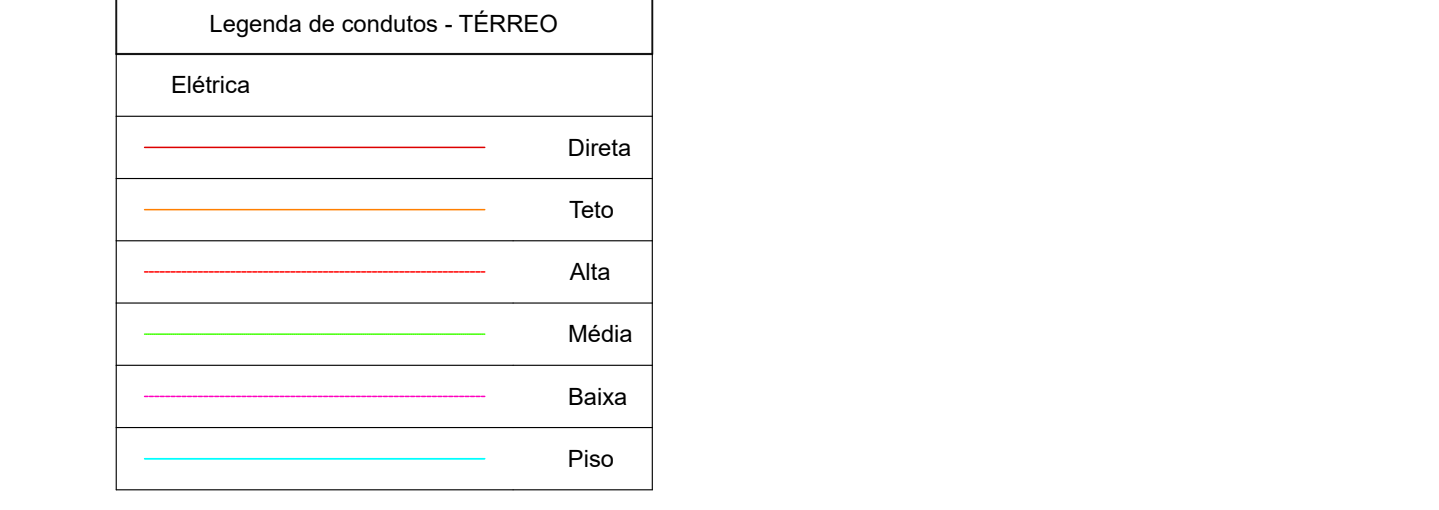 Legenda de condutos - TÉRREO
Elétrica
Direta
Teto
Alta
Média
Baixa
Piso